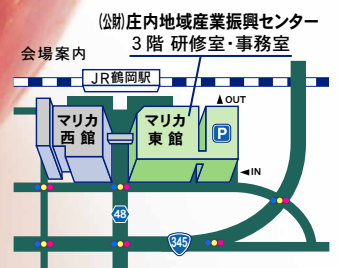 (公財)庄内地域産業振興センター
3階 研修室・事務室
会場案内
JR鶴岡駅
▲OUT
マリカ
西館
マリカ
東館
P
◀IN
48
345